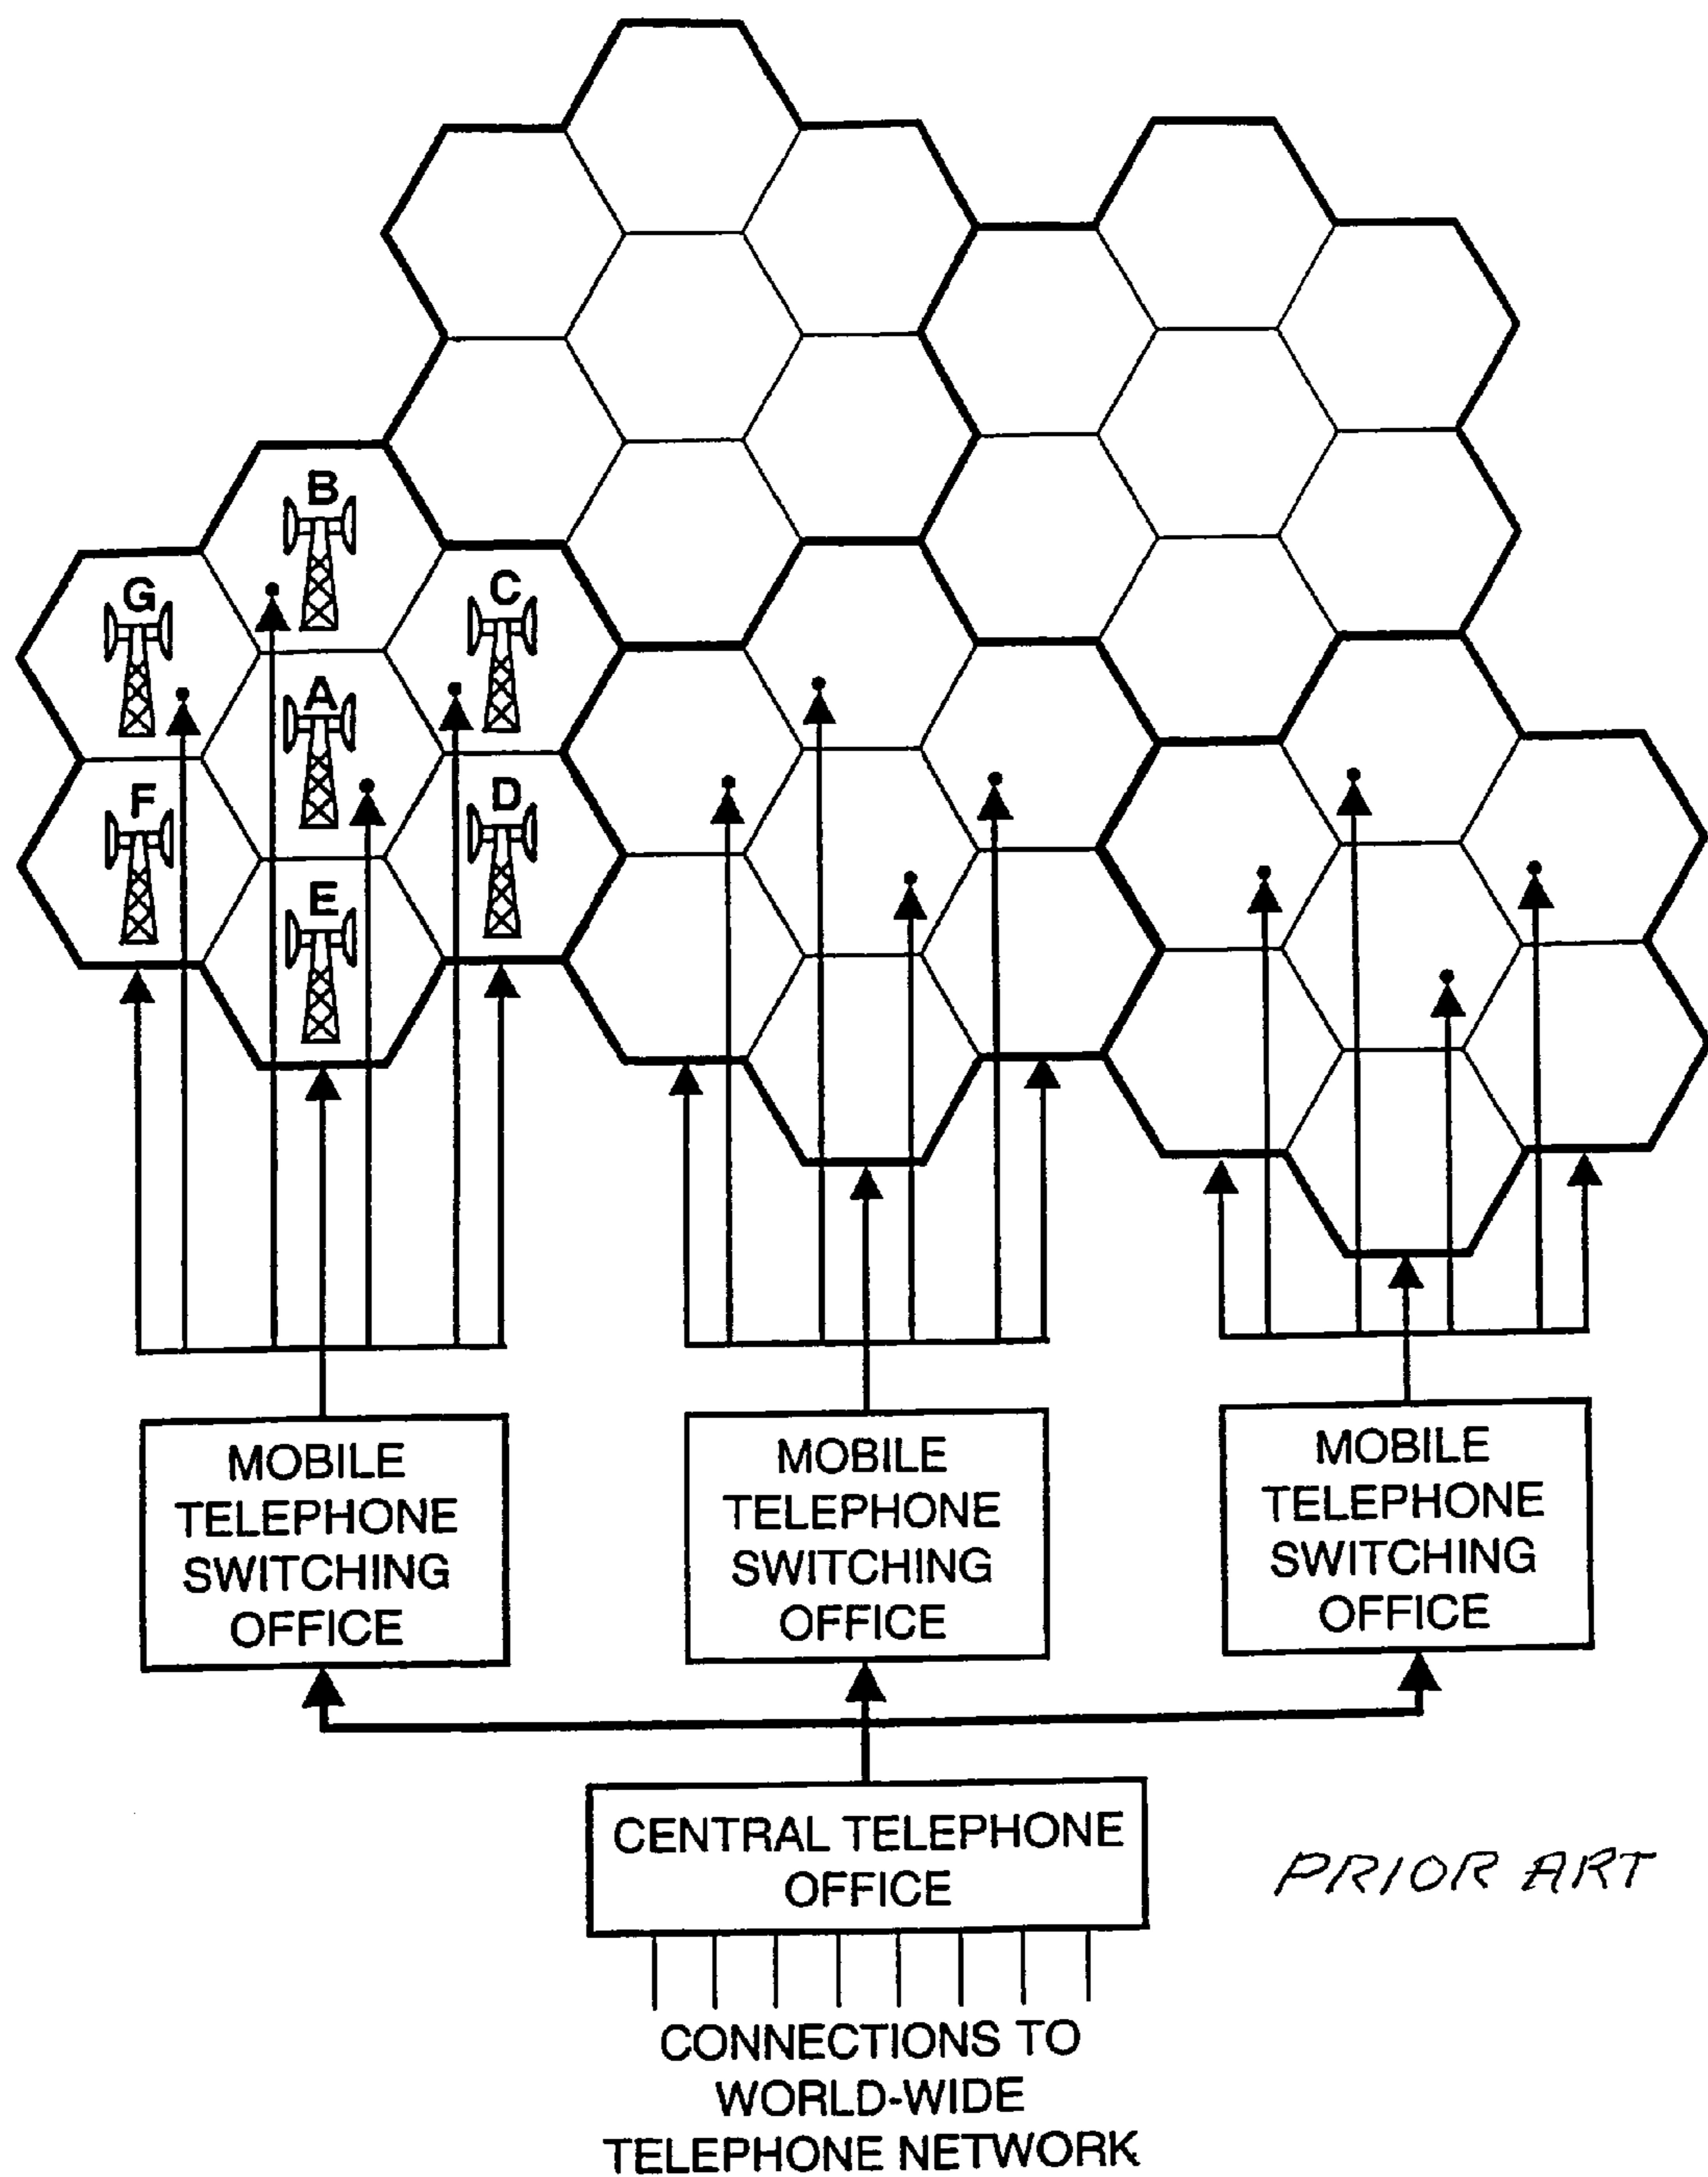 B
G
C
A
F
D
E
MOBILE
TELEPHONE
SWITCHING
OFFICE
MOBILE
TELEPHONE
SWITCHING
OFFICE
MOBILE
TELEPHONE
SWITCHING
OFFICE
CENTRAL TELEPHONE
OFFICE
PRIOR ART
CONNECTIONS TO
WORLD-WIDE
TELEPHONE NETWORK